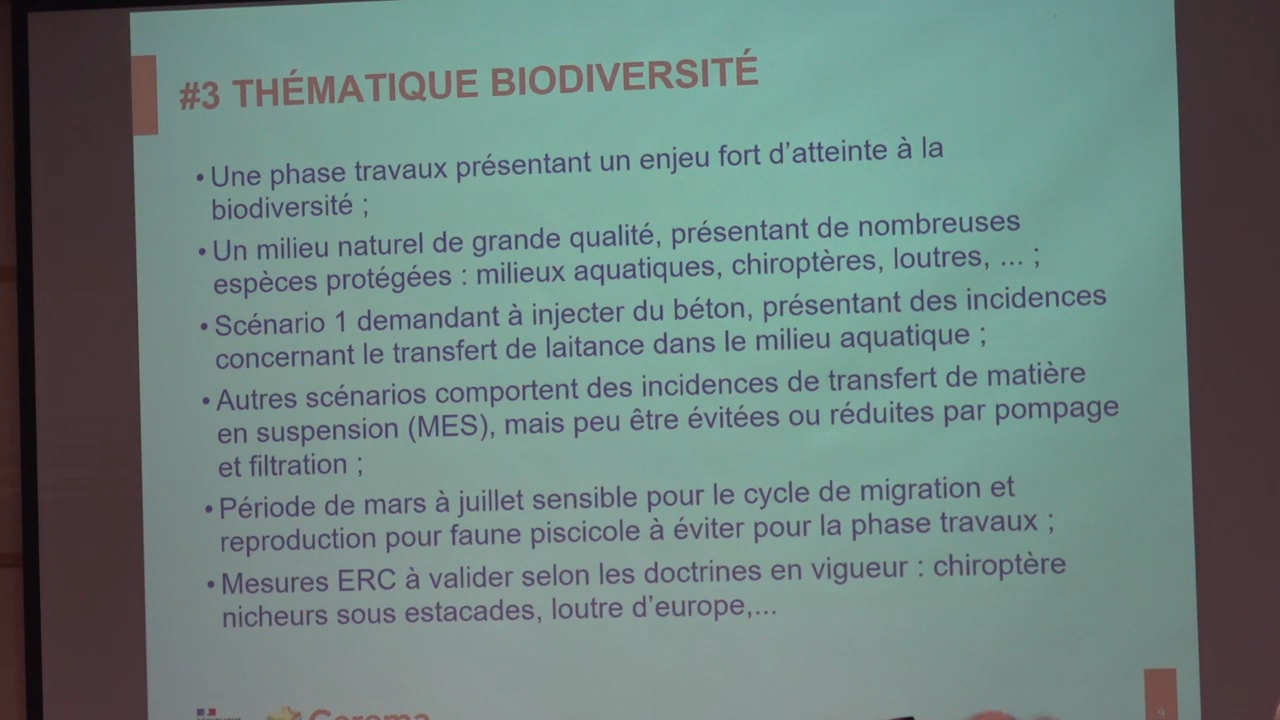 #3 THÉMATIQUE BIODIVERSITÉ
• Une phase travaux présentant un enjeu fort d'atteinte à la
biodiversité ;
• Un milieu naturel de grande qualité, présentant de nombreuses
espèces protégées : milieux aquatiques, chiroptères, loutres, ... ;
• Scénario 1 demandant à injecter du béton, présentant des incidences
concernant le transfert de laitance dans le milieu aquatique ;
• Autres scénarios comportent des incidences de transfert de matière
en suspension (MES), mais peu être évitées ou réduites par pompage
et filtration ;
• Période de mars à juillet sensible pour le cycle de migration et
reproduction pour faune piscicole à éviter pour la phase travaux ;
• Mesures ERC à valider selon les doctrines en vigueur : chiroptère
nicheurs sous estacades, loutre d'europe,...
Cerema
9